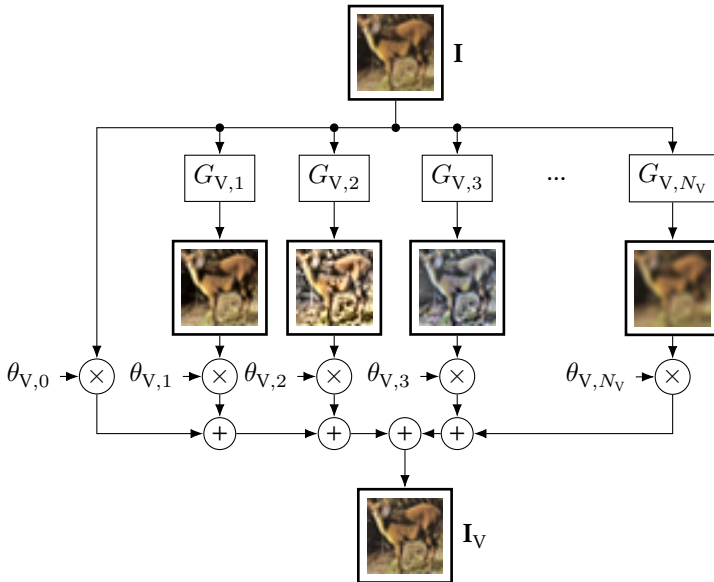 I
G_{V,1} G_{V,2} G_{V,3} ... G_{V,N_V}
θ_{V,0} × θ_{V,1} × θ_{V,2} × θ_{V,3} × θ_{V,N_V} ×
+ + + +
I_V